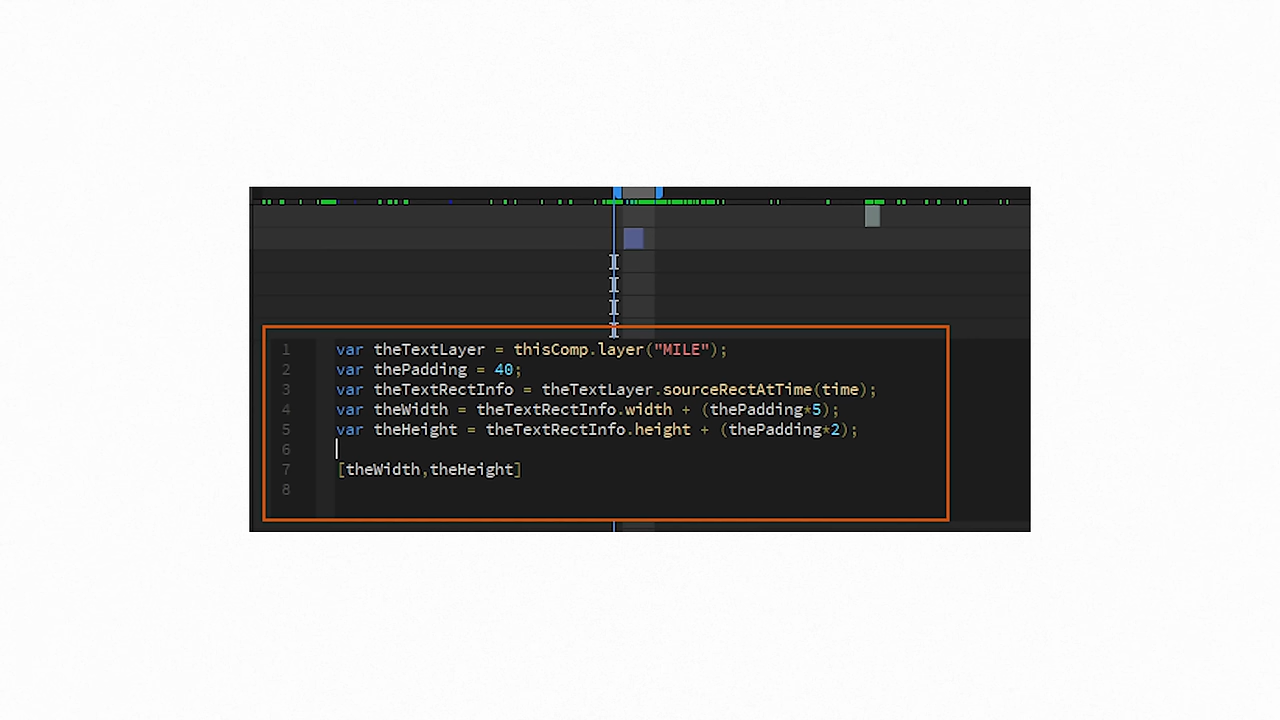 1 var theTextLayer = thisComp.layer("MILE");
2 var thePadding = 40;
3 var theTextRectInfo = theTextLayer.sourceRectAtTime(time);
4 var theWidth = theTextRectInfo.width + (thePadding*5);
5 var theHeight = theTextRectInfo.height + (thePadding*2);
6
7 [theWidth,theHeight]
8